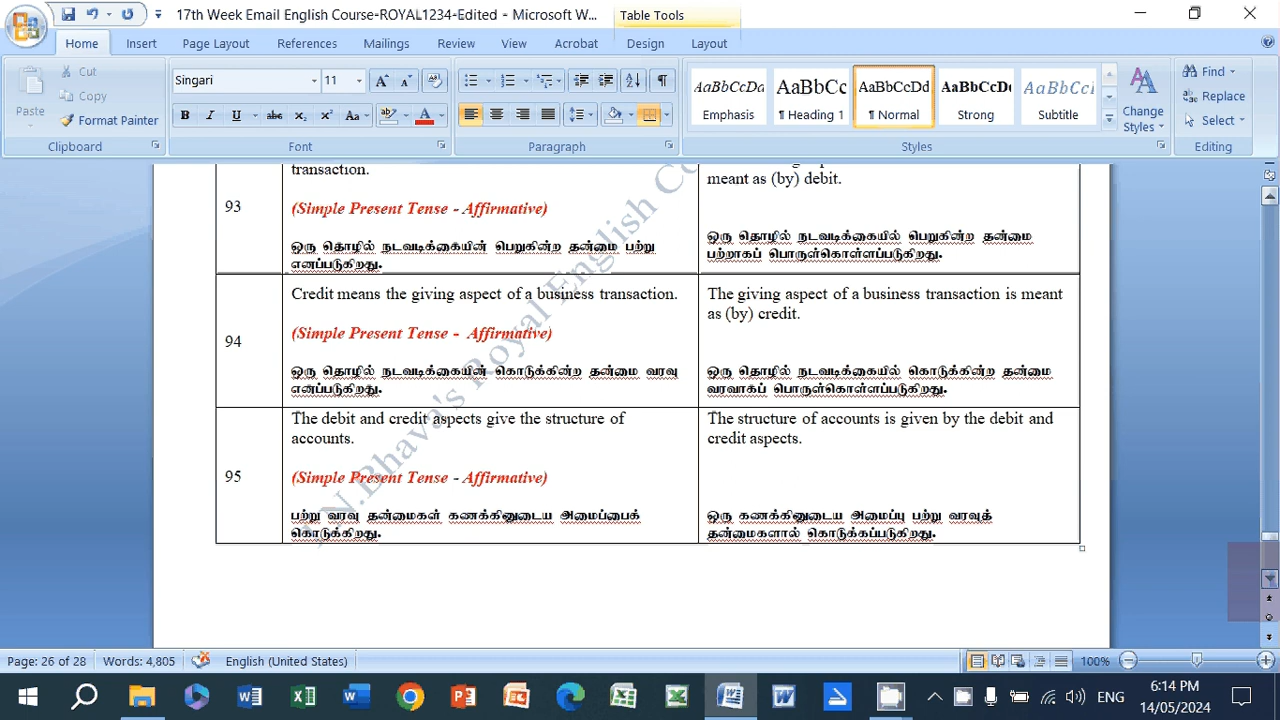 17th Week Email English Course-ROYAL1234-Edited - Microsoft W...
Table Tools
Home Insert Page Layout References Mailings Review View Acrobat Design Layout
Paste
Cut
Copy
Format Painter
Clipboard
Singari 11
B I U abc x₂ x² Aa
Font
Paragraph
AaBbCcDd AaBbCc AaBbCcDd AaBbCcDd AaBbCcI
Emphasis ¶ Heading 1 ¶ Normal Strong Subtitle
Styles
Change
Styles
Find
Replace
Select
Editing
93
transaction.
(Simple Present Tense - Affirmative)
ஒரு தொழில் நடவடிக்கையின் பெறுகின்ற தன்மை பற்று
எனப்படுகிறது.
meant as (by) debit.
ஒரு தொழில் நடவடிக்கையில் பெறுகின்ற தன்மை
பற்றாகப் பொருள்கொள்ளப்படுகிறது.
94
Credit means the giving aspect of a business transaction.
(Simple Present Tense - Affirmative)
ஒரு தொழில் நடவடிக்கையின் கொடுக்கின்ற தன்மை வரவு
எனப்படுகிறது.
The giving aspect of a business transaction is meant
as (by) credit.
ஒரு தொழில் நடவடிக்கையில் கொடுக்கின்ற தன்மை
வரவாகப் பொருள்கொள்ளப்படுகிறது.
95
The debit and credit aspects give the structure of
accounts.
(Simple Present Tense - Affirmative)
பற்று வரவு தன்மைகள் கணக்கினுடைய அமைப்பைக்
கொடுக்கிறது.
The structure of accounts is given by the debit and
credit aspects.
ஒரு கணக்கினுடைய அமைப்பு பற்று வரவுத்
தன்மைகளால் கொடுக்கப்படுகிறது.
N.Bhava's Royal English Co
Page: 26 of 28 Words: 4,805 English (United States) 100%
ENG
6:14 PM
14/05/2024